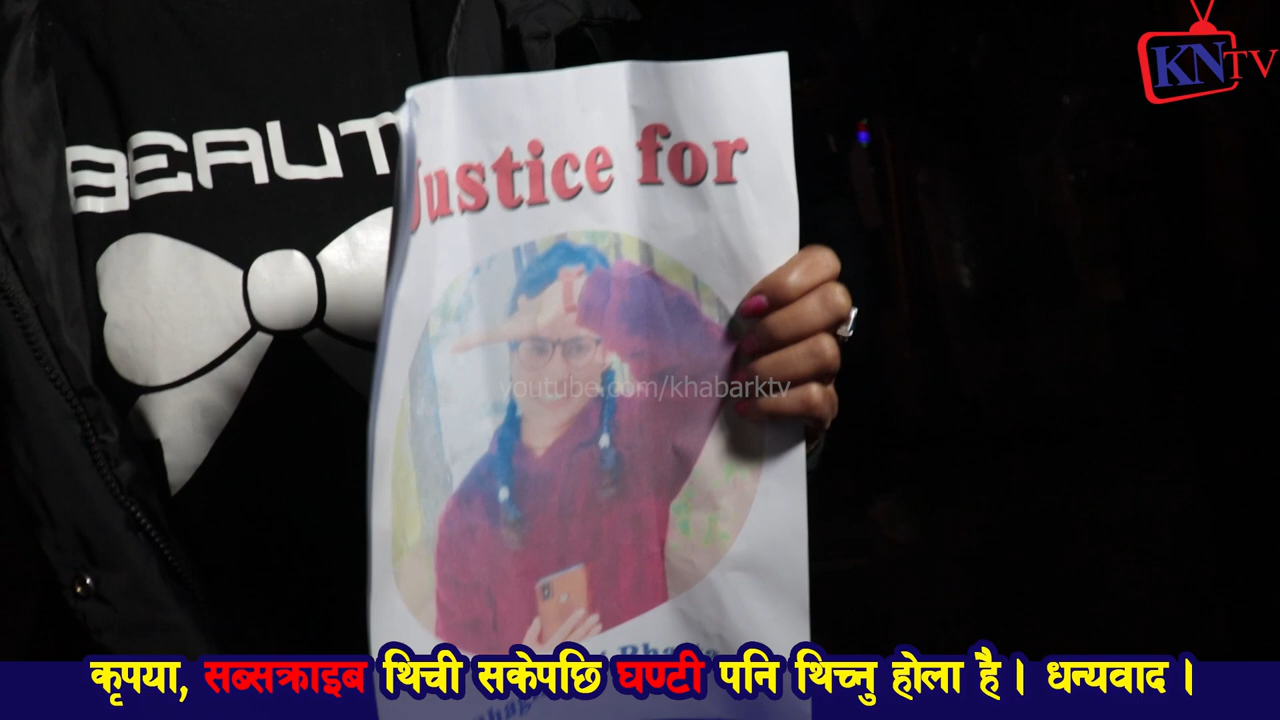 KNTV
BEAUT
Justice for
youtube.com/khabarktv
कृपया, सब्सक्राइब थिची सकेपछि घण्टी पनि थिच्नु होला है। धन्यवाद।